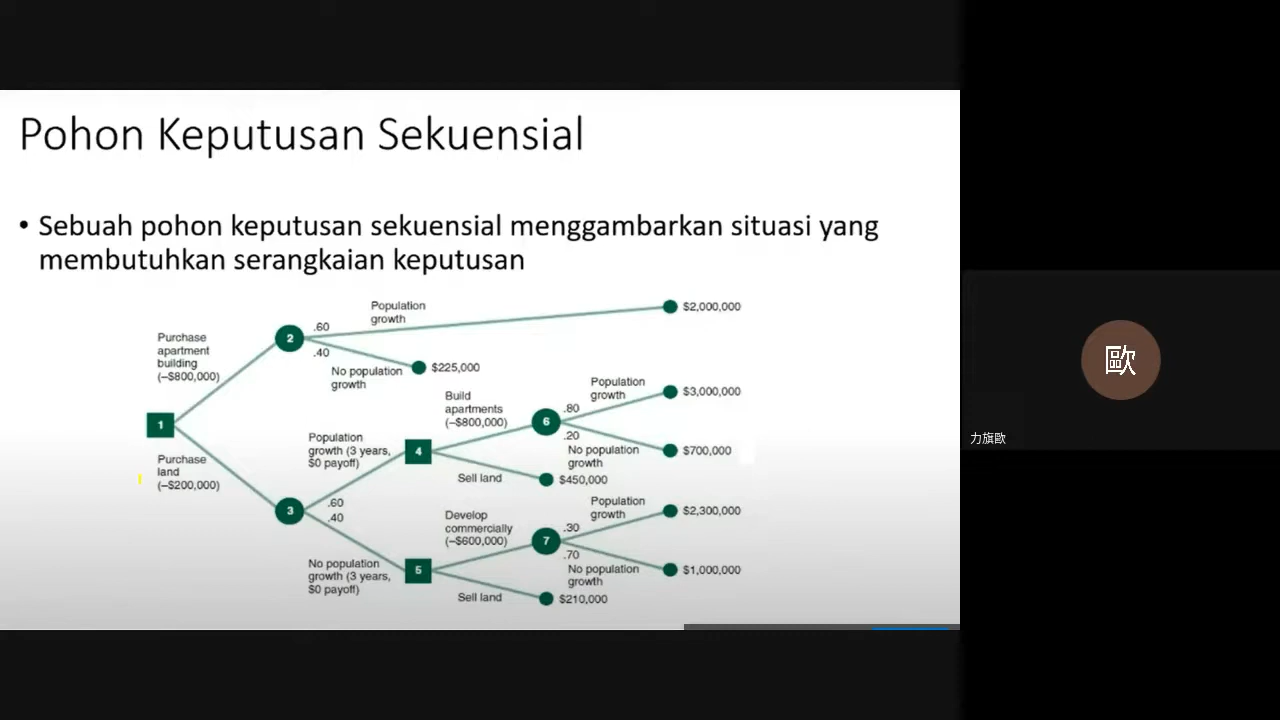 Pohon Keputusan Sekuensial
• Sebuah pohon keputusan sekuensial menggambarkan situasi yang
membutuhkan serangkaian keputusan
Population
growth
$2,000,000
.60
2
.40
Purchase
apartment
building
(–$800,000)
No population
growth
$225,000
1
Purchase
land
(–$200,000)
Population
growth (3 years,
$0 payoff)
3
.60
.40
No population
growth (3 years,
$0 payoff)
Build
apartments
(–$800,000)
4
Sell land
$450,000
6
.80
.20
Population
growth
$3,000,000
No population
growth
$700,000
Develop
commercially
(–$600,000)
5
Sell land
$210,000
7
.30
.70
Population
growth
$2,300,000
No population
growth
$1,000,000
歐
力旗歐